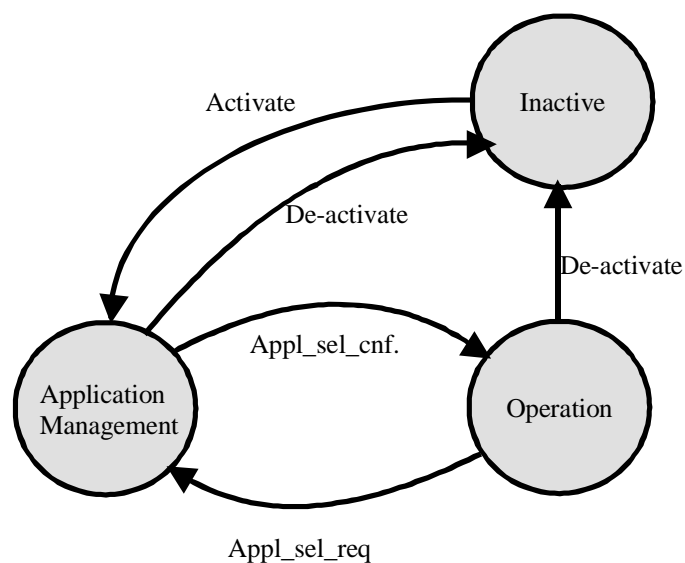 Activate
Inactive
De-activate
De-activate
Appl_sel_cnf.
Application
Management
Operation
Appl_sel_req